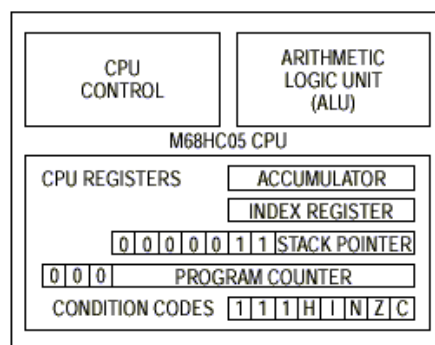 CPU
CONTROL
ARITHMETIC
LOGIC UNIT
(ALU)
M68HC05 CPU
CPU REGISTERS ACCUMULATOR
INDEX REGISTER
0 0 0 0 0 1 1 STACK POINTER
0 0 0 PROGRAM COUNTER
CONDITION CODES 1 1 1 H I N Z C